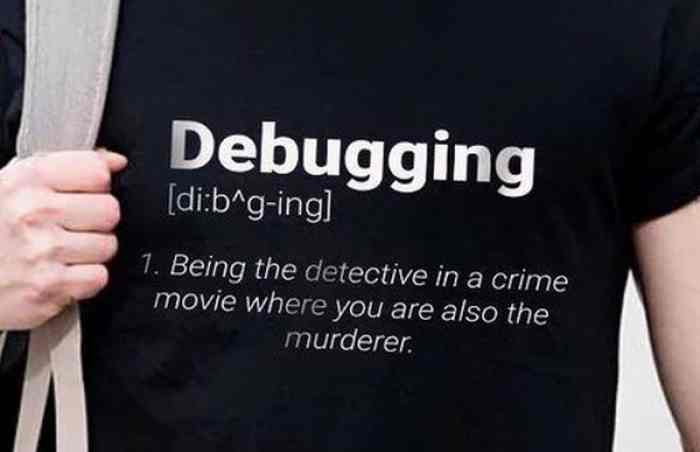 Debugging
[di:b^g-ing]
1. Being the detective in a crime
movie where you are also the
murderer.